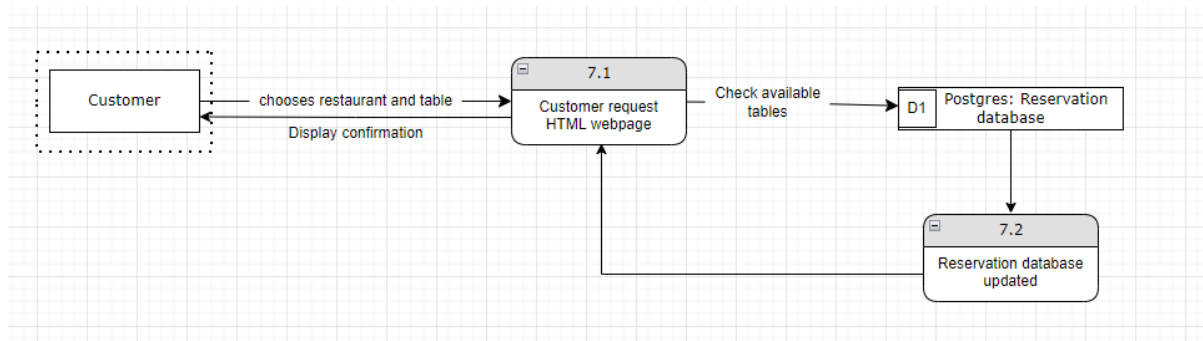 Customer
chooses restaurant and table
Display confirmation
7.1
Customer request
HTML webpage
Check available
tables
D1
Postgres: Reservation
database
7.2
Reservation database
updated